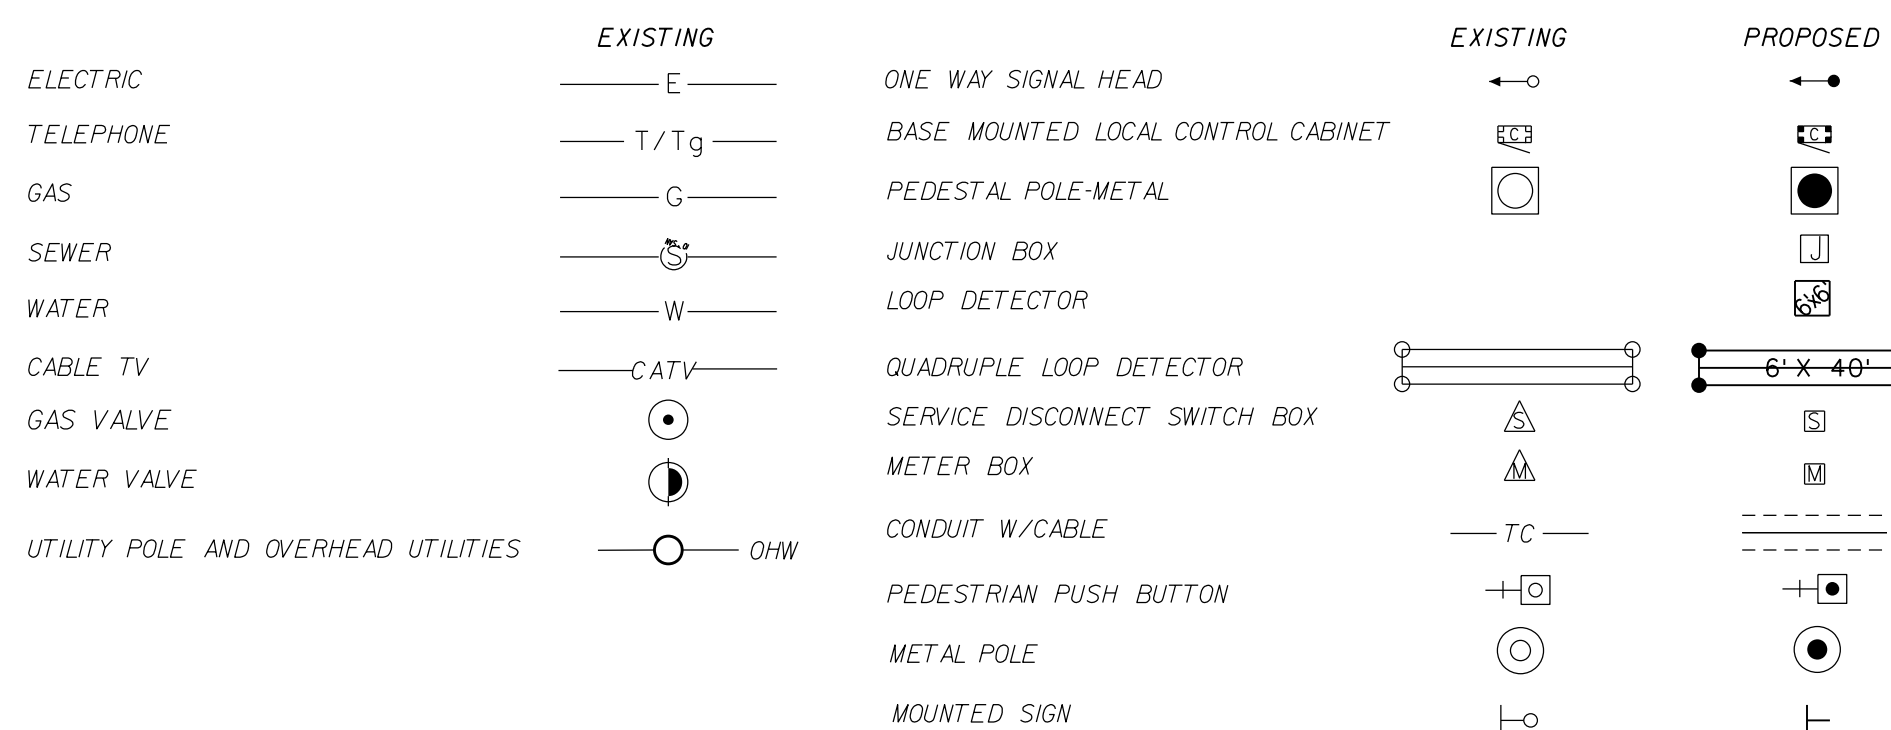 EXISTING
ELECTRIC E
TELEPHONE T/Tg
GAS G
SEWER S
WATER W
CABLE TV CATV
GAS VALVE
WATER VALVE
UTILITY POLE AND OVERHEAD UTILITIES OHW
EXISTING PROPOSED
ONE WAY SIGNAL HEAD
BASE MOUNTED LOCAL CONTROL CABINET C C
PEDESTAL POLE-METAL
JUNCTION BOX J
LOOP DETECTOR 6'x6'
QUADRUPLE LOOP DETECTOR 6' X 40'
SERVICE DISCONNECT SWITCH BOX S S
METER BOX M M
CONDUIT W/CABLE TC
PEDESTRIAN PUSH BUTTON
METAL POLE
MOUNTED SIGN